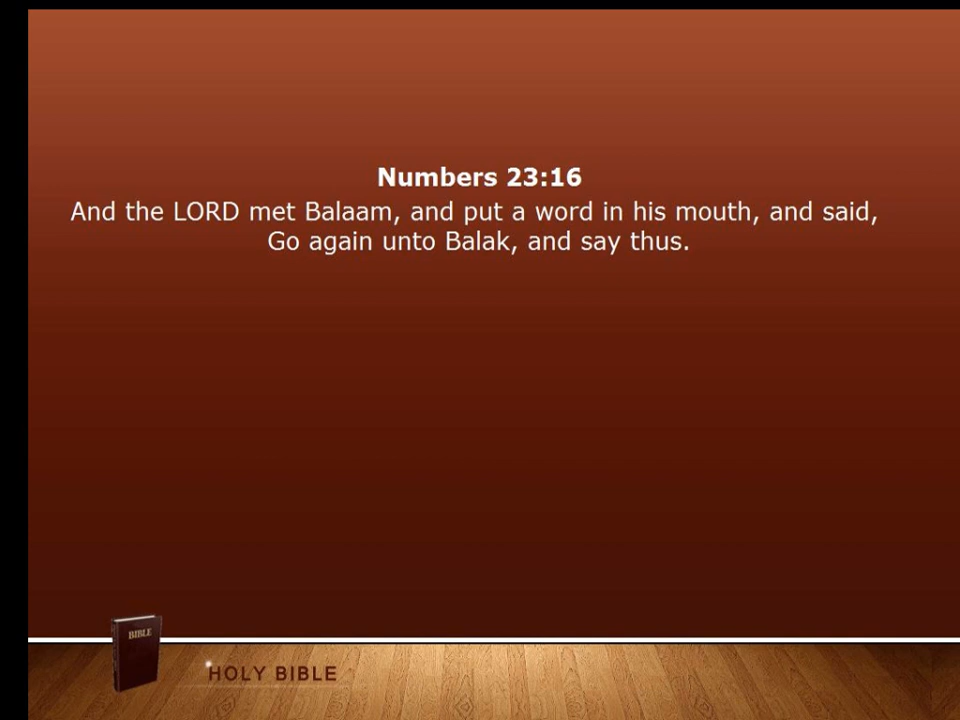 Numbers 23:16
And the LORD met Balaam, and put a word in his mouth, and said,
Go again unto Balak, and say thus.
BIBLE
HOLY BIBLE